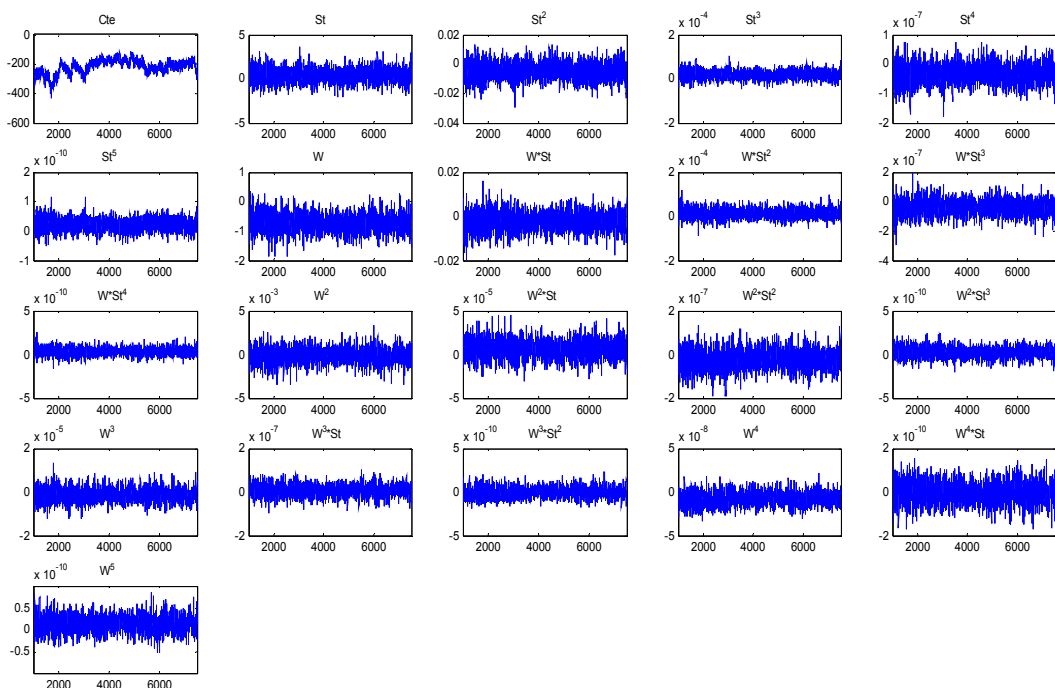 Cte St St² St³ St⁴
0 -200 -400 -600 2000 4000 6000
5 0 -5 2000 4000 6000
0.02 0 -0.02 -0.04 2000 4000 6000
x 10⁻⁴ 2 0 -2 2000 4000 6000
x 10⁻⁷ 1 0 -1 -2 2000 4000 6000
St⁵ W W*St W*St² W*St³
x 10⁻¹⁰ 2 1 0 -1 2000 4000 6000
1 0 -1 -2 2000 4000 6000
0.02 0 -0.02 2000 4000 6000
x 10⁻⁴ 2 0 -2 2000 4000 6000
x 10⁻⁷ 2 0 -2 -4 2000 4000 6000
W*St⁴ W² W²*St W²*St² W²*St³
x 10⁻¹⁰ 5 0 -5 2000 4000 6000
x 10⁻³ 5 0 -5 2000 4000 6000
x 10⁻⁵ 5 0 -5 2000 4000 6000
x 10⁻⁷ 2 0 -2 2000 4000 6000
x 10⁻¹⁰ 5 0 -5 2000 4000 6000
W³ W³*St W³*St² W⁴ W⁴*St
x 10⁻⁵ 2 0 -2 2000 4000 6000
x 10⁻⁷ 2 0 -2 2000 4000 6000
x 10⁻¹⁰ 5 0 -5 2000 4000 6000
x 10⁻⁸ 5 0 -5 2000 4000 6000
x 10⁻¹⁰ 2 0 -2 2000 4000 6000
W⁵
x 10⁻¹⁰ 0.5 0 -0.5 2000 4000 6000